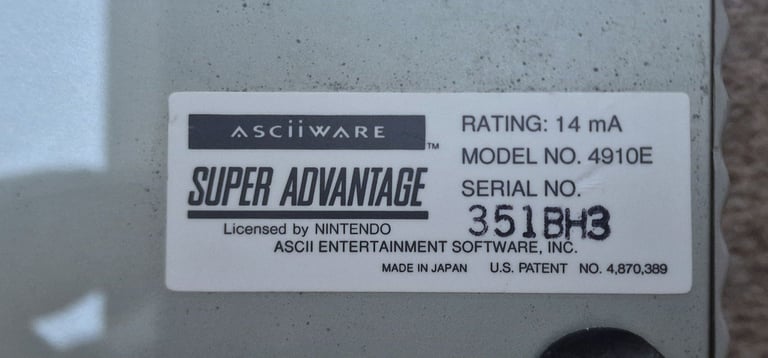 ASCiiWARE™
SUPER ADVANTAGE
Licensed by NINTENDO
ASCII ENTERTAINMENT SOFTWARE, INC.
RATING: 14 mA
MODEL NO. 4910E
SERIAL NO.
351BH3
MADE IN JAPAN U.S. PATENT NO. 4,870,389